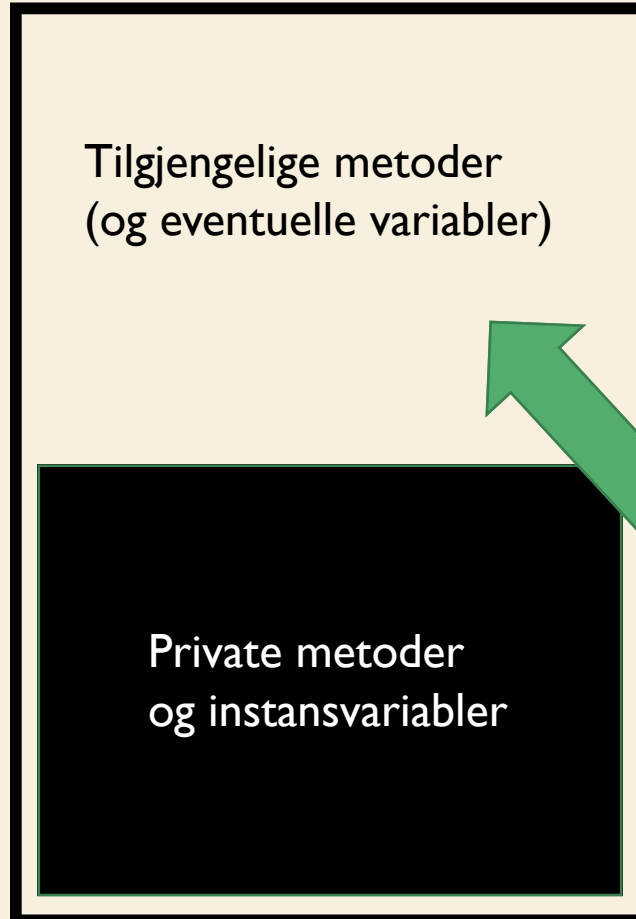 Tilgjengelige metoder
(og eventuelle variabler)
Private metoder
og instansvariabler